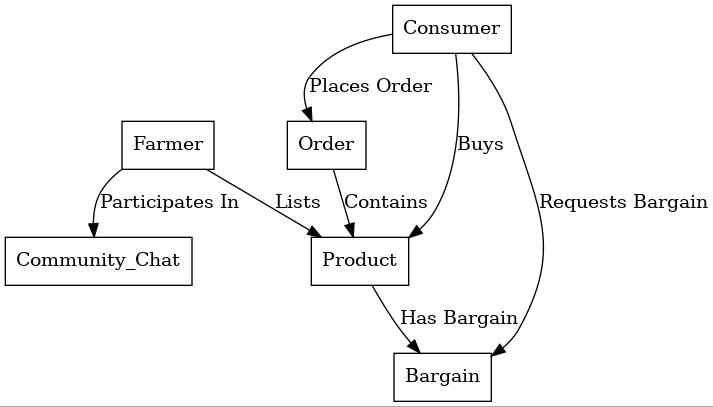 Consumer
Places Order
Farmer
Order
Buys
Participates In
Lists
Contains
Requests Bargain
Community_Chat
Product
Has Bargain
Bargain